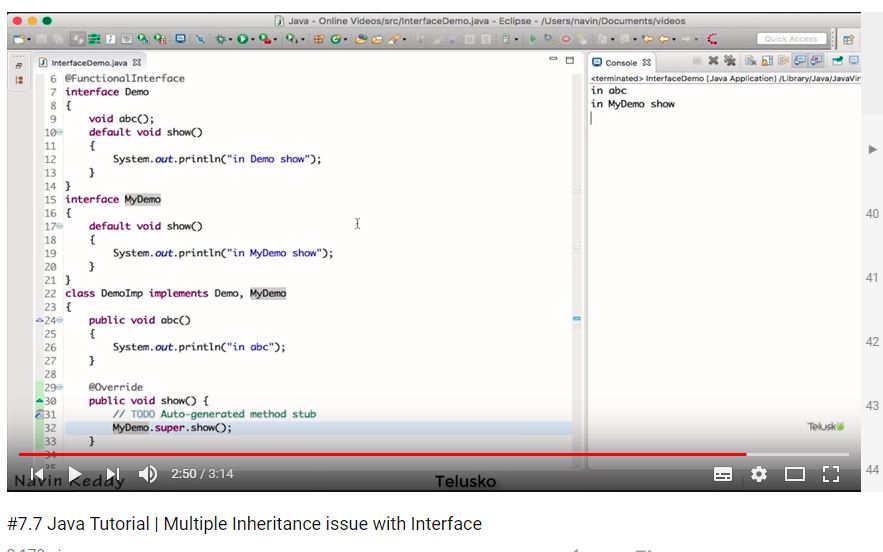 Java - Online Videos/src/InterfaceDemo.java - Eclipse - /Users/navin/Documents/videos
Quick Access
InterfaceDemo.java
6 @FunctionalInterface
7 interface Demo
8 {
9 void abc();
10 default void show()
11 {
12 System.out.println("in Demo show");
13 }
14 }
15 interface MyDemo
16 {
17 default void show()
18 {
19 System.out.println("in MyDemo show");
20 }
21 }
22 class DemoImp implements Demo, MyDemo
23 {
24 public void abc()
25 {
26 System.out.println("in abc");
27 }
28
29 @Override
30 public void show() {
31 // TODO Auto-generated method stub
32 MyDemo.super.show();
33 }
Console
<terminated> InterfaceDemo [Java Application] /Library/Java/JavaVir
in abc
in MyDemo show
Telusko
40
41
42
43
44
2:50 / 3:14
Navin Reddy
Telusko
#7.7 Java Tutorial | Multiple Inheritance issue with Interface